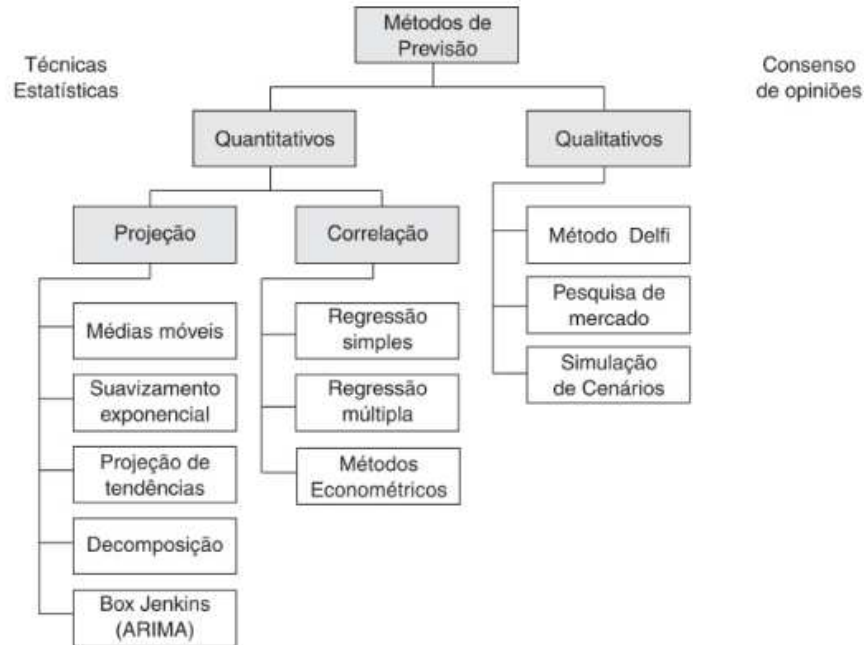 Métodos de
Previsão
Técnicas
Estatísticas
Consenso
de opiniões
Quantitativos
Qualitativos
Projeção
Correlação
Médias móveis
Suavizamento
exponencial
Projeção de
tendências
Decomposição
Box Jenkins
(ARIMA)
Regressão
simples
Regressão
múltipla
Métodos
Econométricos
Método Delfi
Pesquisa de
mercado
Simulação
de Cenários